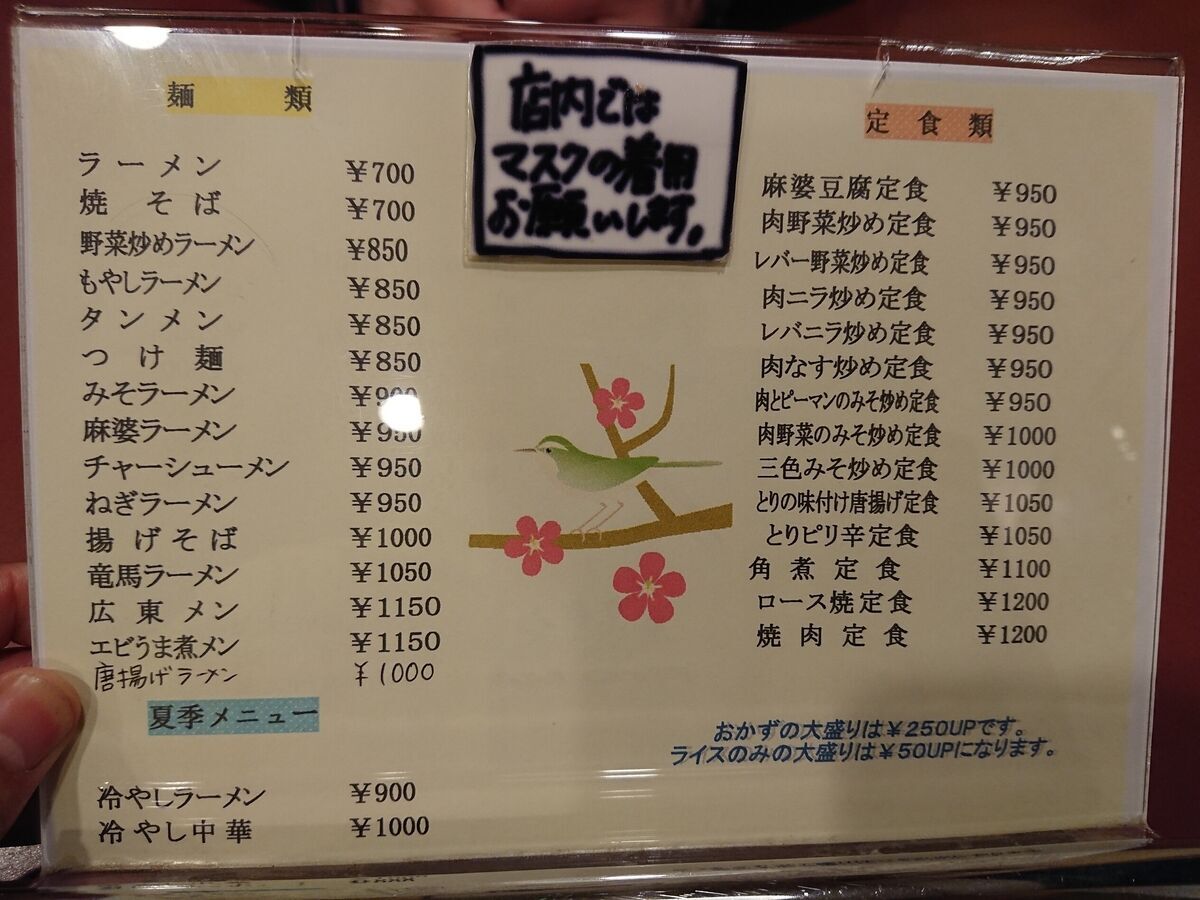 麺 類
ラーメン ¥700
焼そば ¥700
野菜炒めラーメン ¥850
もやしラーメン ¥850
タンメン ¥850
つけ麺 ¥850
みそラーメン ¥900
麻婆ラーメン ¥950
チャーシューメン ¥950
ねぎラーメン ¥950
揚げそば ¥1000
竜馬ラーメン ¥1050
広東メン ¥1150
エビうま煮メン ¥1150
唐揚げラーメン ¥1000
夏季メニュー
冷やしラーメン ¥900
冷やし中華 ¥1000
店内では
マスクの着用
お願いします。
定食類
麻婆豆腐定食 ¥950
肉野菜炒め定食 ¥950
レバー野菜炒め定食 ¥950
肉ニラ炒め定食 ¥950
レバニラ炒め定食 ¥950
肉なす炒め定食 ¥950
肉とピーマンのみそ炒め定食 ¥950
肉野菜のみそ炒め定食 ¥1000
三色みそ炒め定食 ¥1000
とりの味付け唐揚げ定食 ¥1050
とりピリ辛定食 ¥1050
角煮定食 ¥1100
ロース焼定食 ¥1200
焼肉定食 ¥1200
おかずの大盛りは¥250UPです。
ライスのみの大盛りは¥50UPになります。